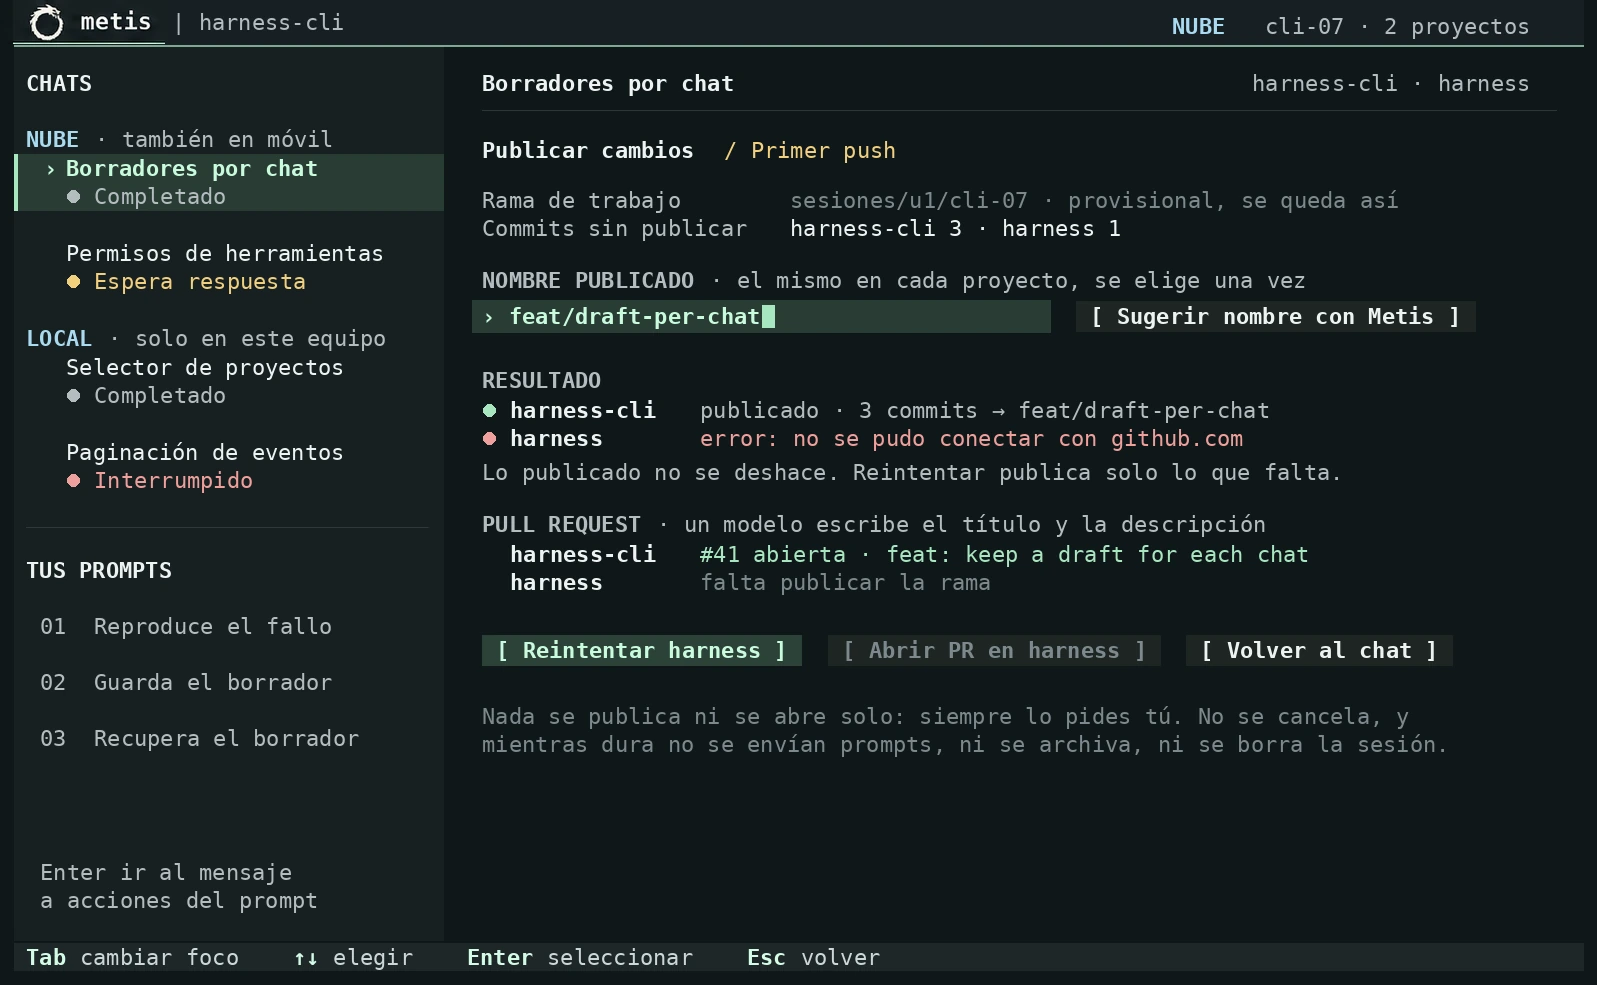 metis | harness-cli
NUBE cli-07 · 2 proyectos
CHATS
NUBE · también en móvil
› Borradores por chat
● Completado
Permisos de herramientas
● Espera respuesta
LOCAL · solo en este equipo
Selector de proyectos
● Completado
Paginación de eventos
● Interrumpido
TUS PROMPTS
01 Reproduce el fallo
02 Guarda el borrador
03 Recupera el borrador
Enter ir al mensaje
a acciones del prompt
Borradores por chat
harness-cli · harness
Publicar cambios / Primer push
Rama de trabajo sesiones/u1/cli-07 · provisional, se queda así
Commits sin publicar harness-cli 3 · harness 1
NOMBRE PUBLICADO · el mismo en cada proyecto, se elige una vez
› feat/draft-per-chat
[ Sugerir nombre con Metis ]
RESULTADO
● harness-cli publicado · 3 commits → feat/draft-per-chat
● harness error: no se pudo conectar con github.com
Lo publicado no se deshace. Reintentar publica solo lo que falta.
PULL REQUEST · un modelo escribe el título y la descripción
harness-cli #41 abierta · feat: keep a draft for each chat
harness falta publicar la rama
[ Reintentar harness ] [ Abrir PR en harness ] [ Volver al chat ]
Nada se publica ni se abre solo: siempre lo pides tú. No se cancela, y
mientras dura no se envían prompts, ni se archiva, ni se borra la sesión.
Tab cambiar foco ↑↓ elegir Enter seleccionar Esc volver